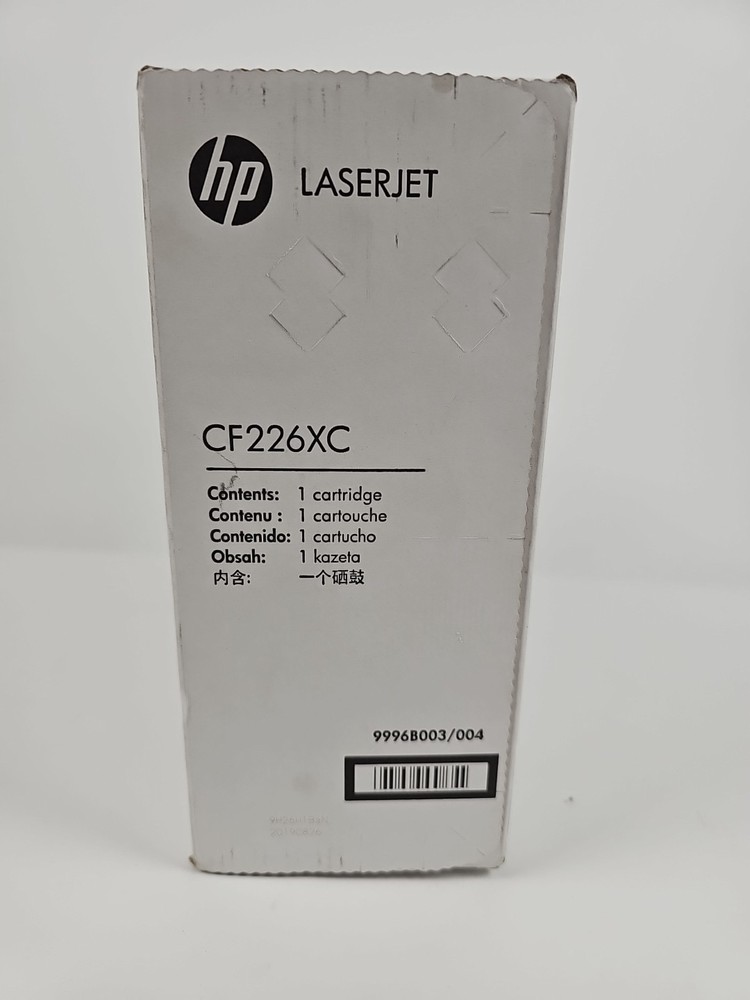 hp LASERJET
CF226XC
Contents: 1 cartridge
Contenu : 1 cartouche
Contenido: 1 cartucho
Obsah: 1 kazeta
内含: 一个硒鼓
9996B003/004